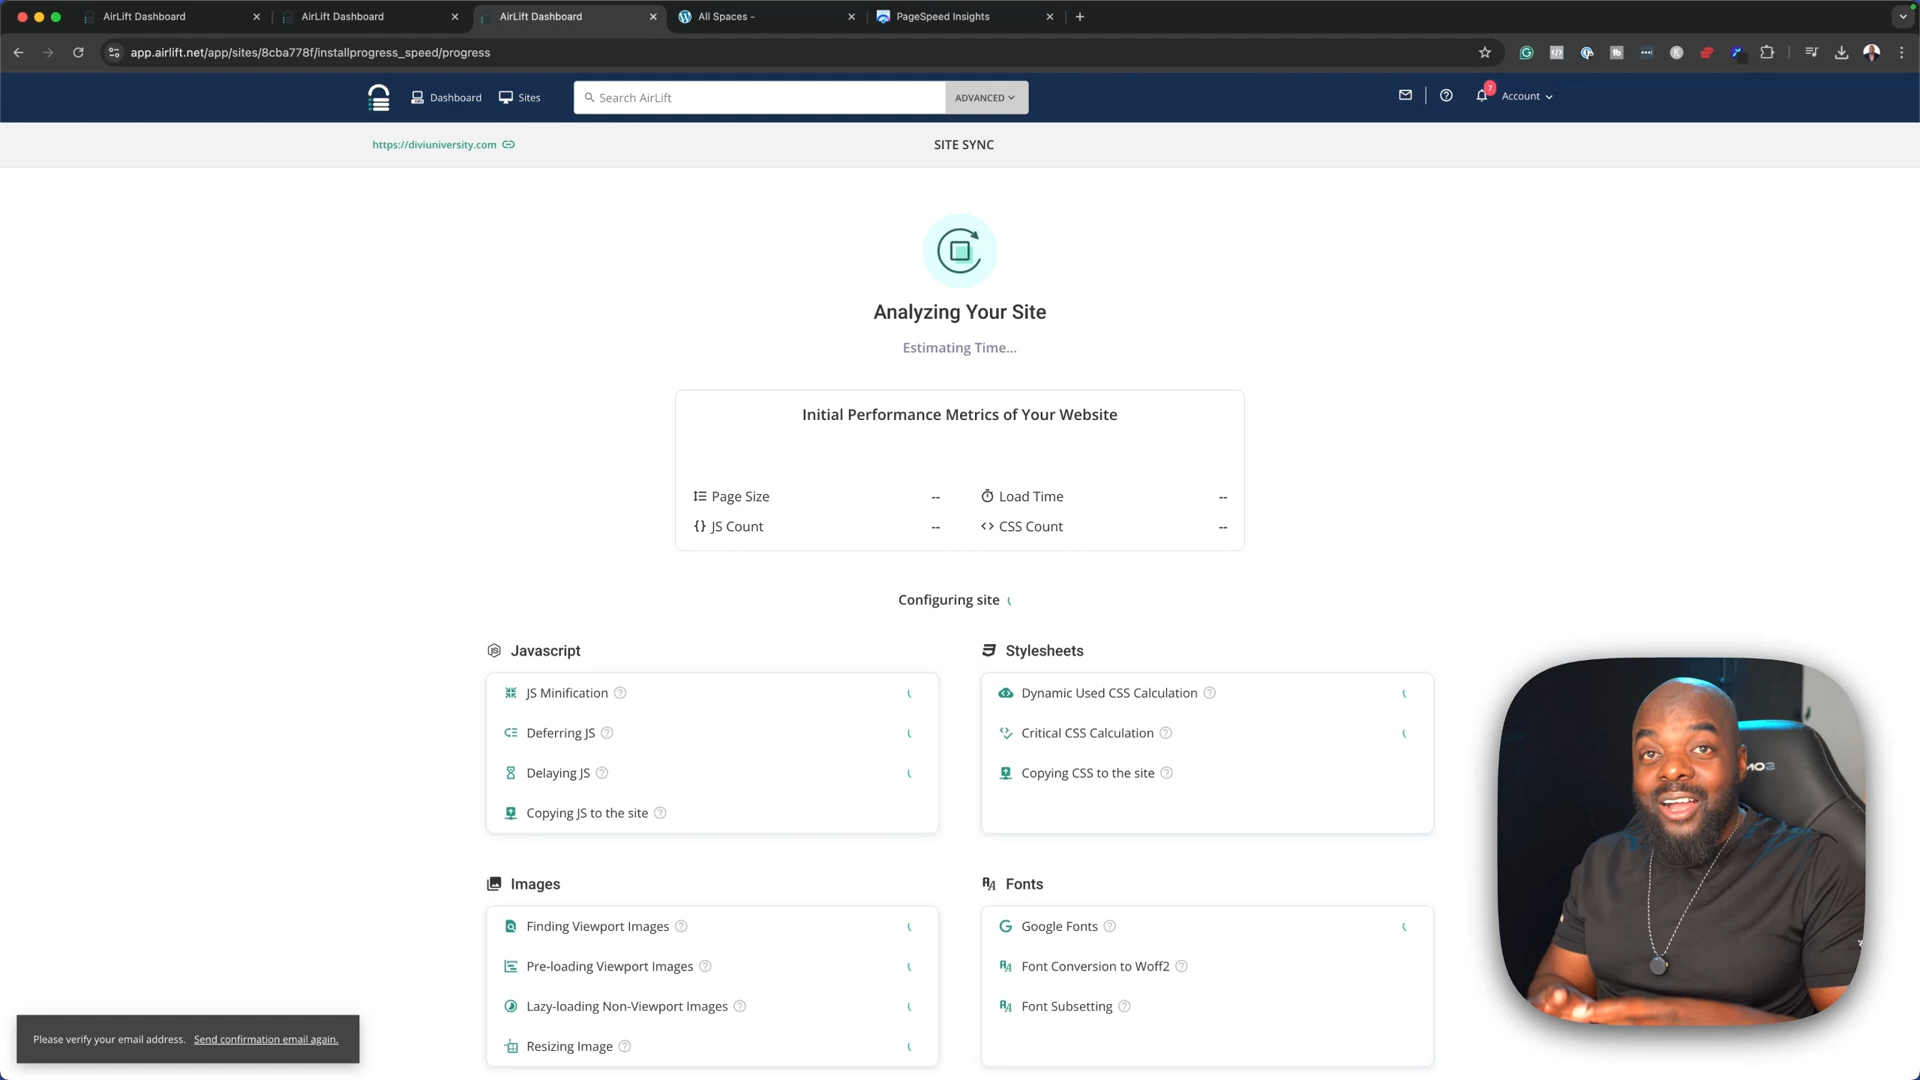 AirLift Dashboard
AirLift Dashboard
AirLift Dashboard
All Spaces -
PageSpeed Insights
app.airlift.net/app/sites/8cba778f/installprogress_speed/progress
Dashboard
Sites
Search AirLift
ADVANCED
7
Account
https://diviuniversity.com
SITE SYNC
Analyzing Your Site
Estimating Time...
Initial Performance Metrics of Your Website
Page Size --
Load Time --
JS Count --
CSS Count --
Configuring site
Javascript
JS Minification
Deferring JS
Delaying JS
Copying JS to the site
Stylesheets
Dynamic Used CSS Calculation
Critical CSS Calculation
Copying CSS to the site
Images
Finding Viewport Images
Pre-loading Viewport Images
Lazy-loading Non-Viewport Images
Resizing Image
Fonts
Google Fonts
Font Conversion to Woff2
Font Subsetting
Please verify your email address. Send confirmation email again.